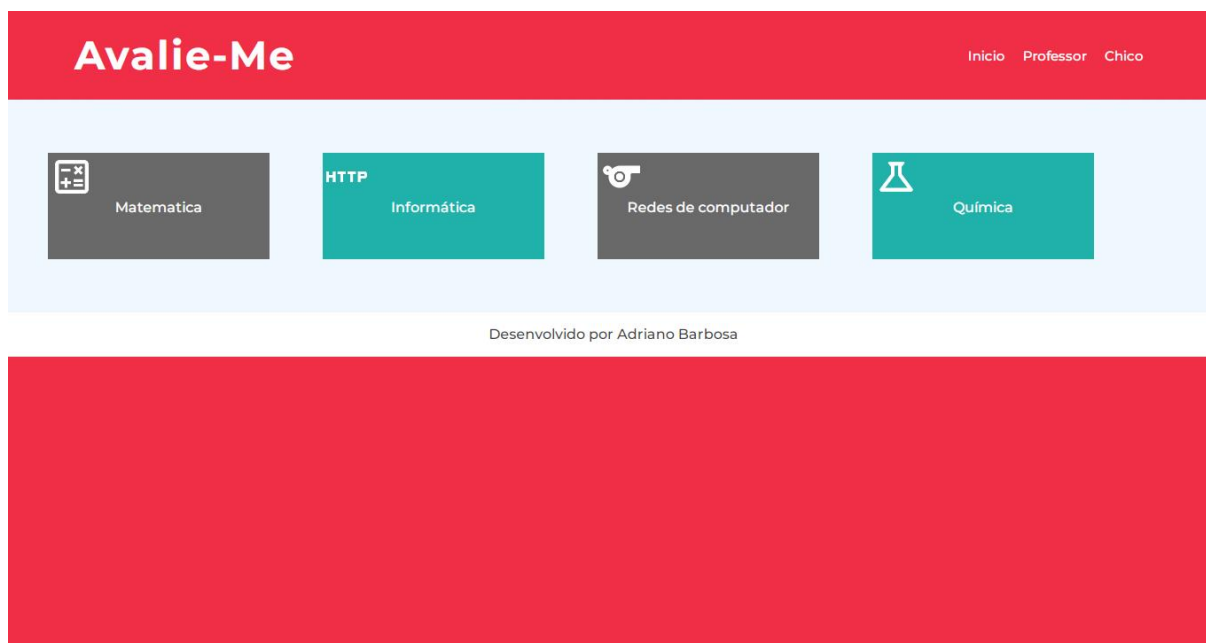 Avalie-Me
Inicio Professor Chico
HTTP
Matematica
Informática
Redes de computador
Química
Desenvolvido por Adriano Barbosa